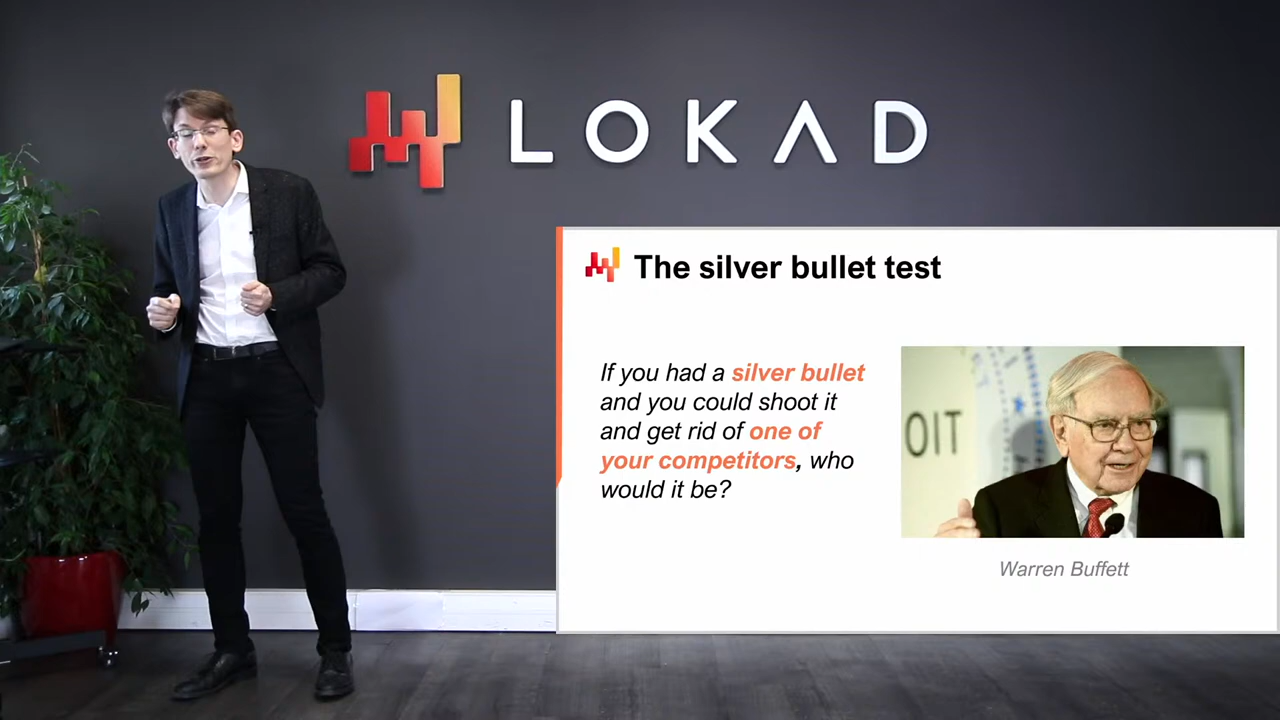 LOKAD
The silver bullet test
If you had a silver bullet
and you could shoot it
and get rid of one of
your competitors, who
would it be?
OIT
Warren Buffett